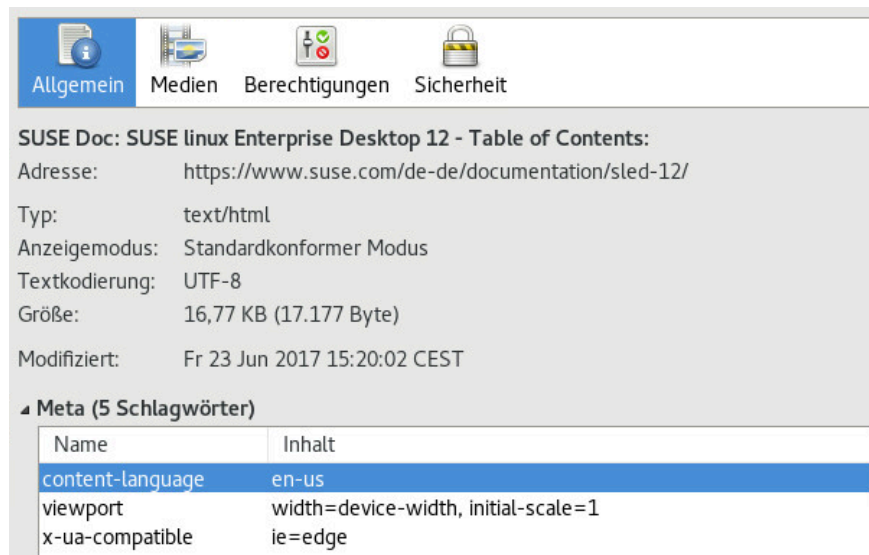 Allgemein Medien Berechtigungen Sicherheit
SUSE Doc: SUSE linux Enterprise Desktop 12 - Table of Contents:
Adresse: https://www.suse.com/de-de/documentation/sled-12/
Typ: text/html
Anzeigemodus: Standardkonformer Modus
Textkodierung: UTF-8
Größe: 16,77 KB (17.177 Byte)
Modifiziert: Fr 23 Jun 2017 15:20:02 CEST
Meta (5 Schlagwörter)
Name Inhalt
content-language en-us
viewport width=device-width, initial-scale=1
x-ua-compatible ie=edge